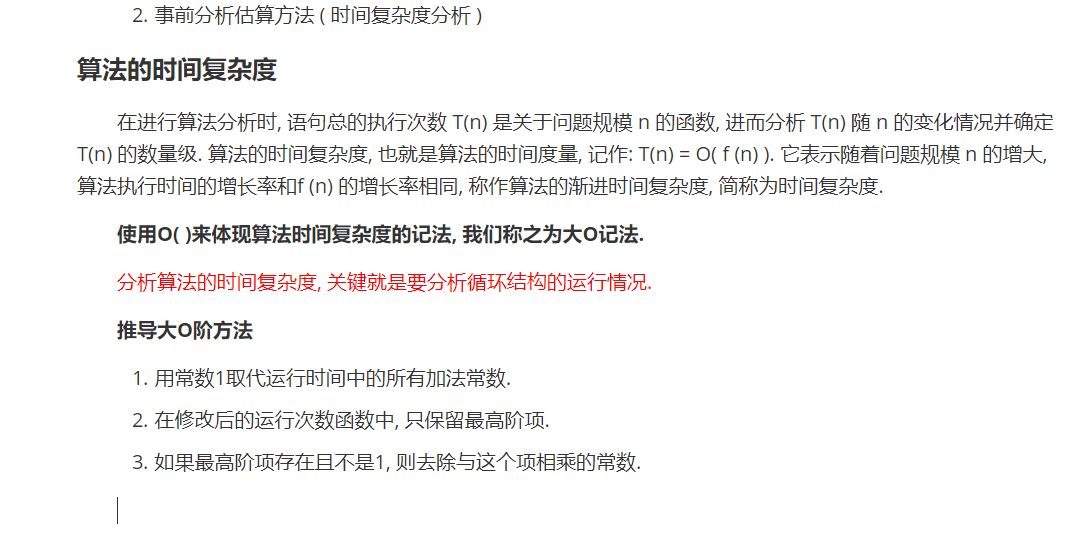 2. 事前分析估算方法 ( 时间复杂度分析 )
算法的时间复杂度
在进行算法分析时, 语句总的执行次数 T(n) 是关于问题规模 n 的函数, 进而分析 T(n) 随 n 的变化情况并确定
T(n) 的数量级. 算法的时间复杂度, 也就是算法的时间度量, 记作: T(n) = O( f (n) ). 它表示随着问题规模 n 的增大,
算法执行时间的增长率和f (n) 的增长率相同, 称作算法的渐进时间复杂度, 简称为时间复杂度.
使用O( )来体现算法时间复杂度的记法, 我们称之为大O记法.
分析算法的时间复杂度, 关键就是要分析循环结构的运行情况.
推导大O阶方法
1. 用常数1取代运行时间中的所有加法常数.
2. 在修改后的运行次数函数中, 只保留最高阶项.
3. 如果最高阶项存在且不是1, 则去除与这个项相乘的常数.